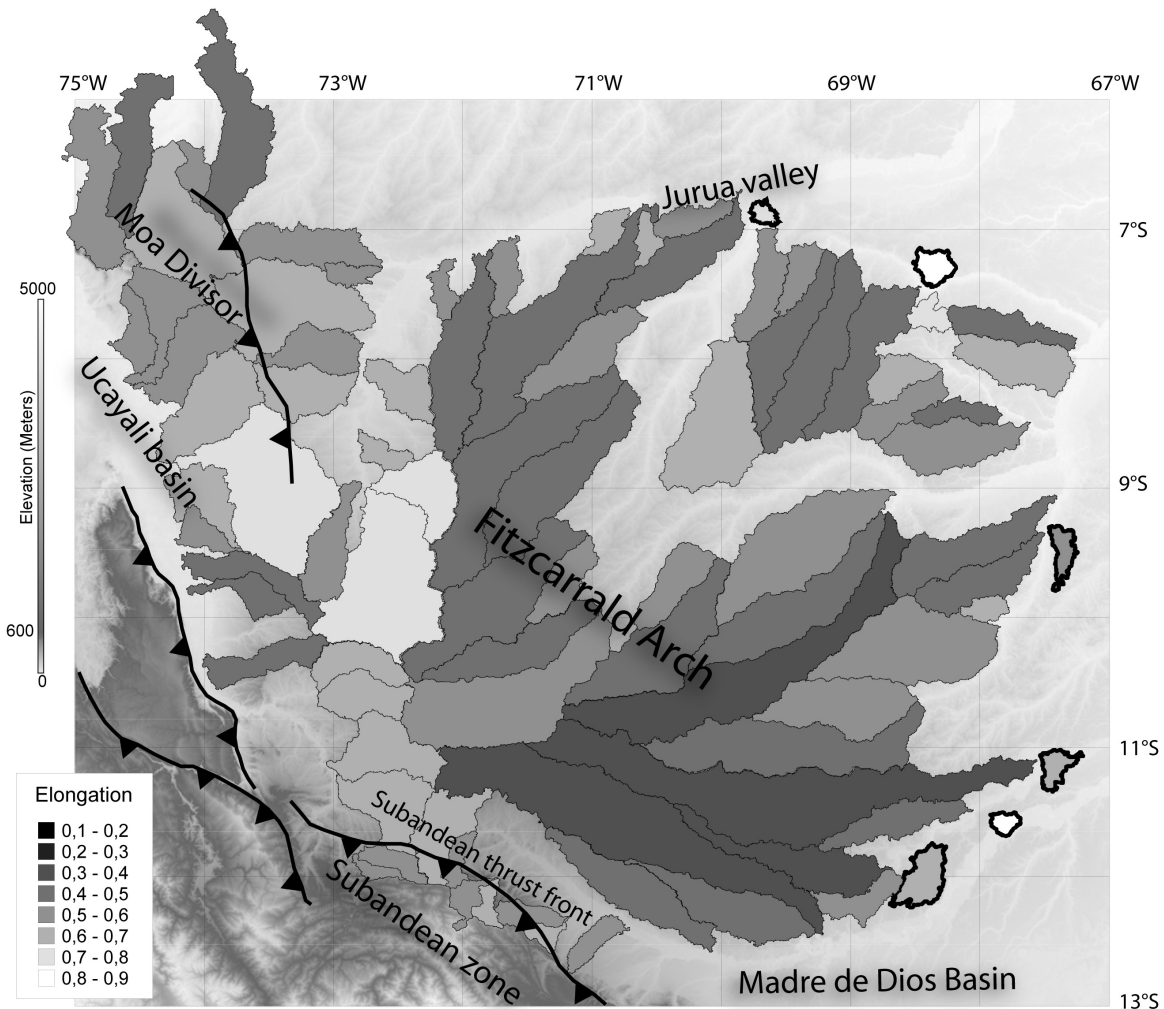 75°W 73°W 71°W 69°W 67°W
Jurua valley
7°S
Moa Divisor
5000
Elevation (Meters)
600
0
Ucayali basin
9°S
Fitzcarrald Arch
11°S
Elongation
0,1 - 0,2
0,2 - 0,3
0,3 - 0,4
0,4 - 0,5
0,5 - 0,6
0,6 - 0,7
0,7 - 0,8
0,8 - 0,9
Subandean thrust front
Subandean zone
Madre de Dios Basin
13°S